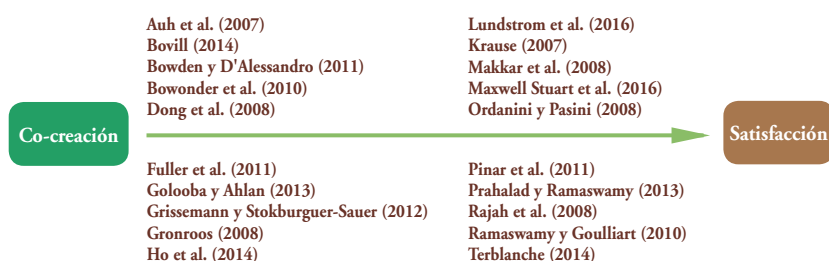 Auh et al. (2007)
Bovill (2014)
Bowden y D'Alessandro (2011)
Bowonder et al. (2010)
Dong et al. (2008)
Lundstrom et al. (2016)
Krause (2007)
Makkar et al. (2008)
Maxwell Stuart et al. (2016)
Ordanini y Pasini (2008)
Co-creación
Satisfacción
Fuller et al. (2011)
Golooba y Ahlan (2013)
Grissemann y Stokburguer-Sauer (2012)
Gronroos (2008)
Ho et al. (2014)
Pinar et al. (2011)
Prahalad y Ramaswamy (2013)
Rajah et al. (2008)
Ramaswamy y Goulliart (2010)
Terblanche (2014)